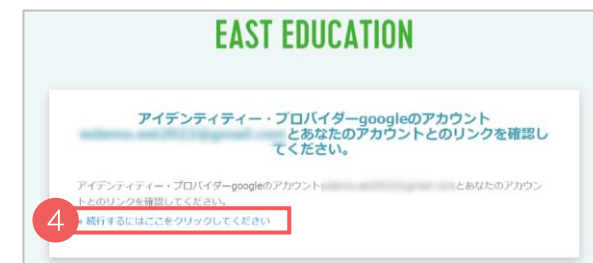 EAST EDUCATION
アイデンティティー・プロバイダーgoogleのアカウント
とあなたのアカウントとのリンクを確認し
てください。
アイデンティティー・プロバイダーgoogleのアカウント とあなたのアカウン
トとのリンクを確認してください。
4 » 続行するにはここをクリックしてください